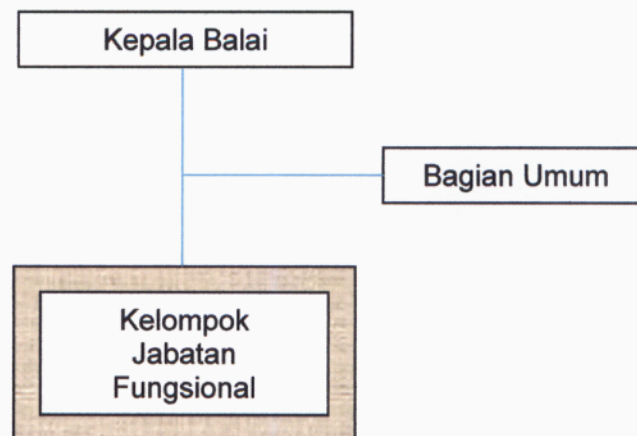 Kepala Balai
Bagian Umum
Kelompok
Jabatan
Fungsional